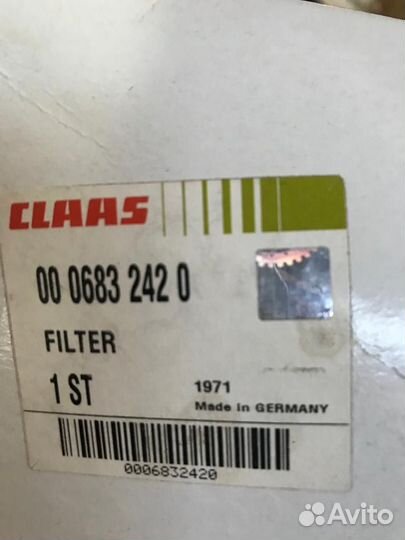 CLAAS
00 0683 242 0
FILTER
1 ST
1971
Made in GERMANY
0006832420
Avito